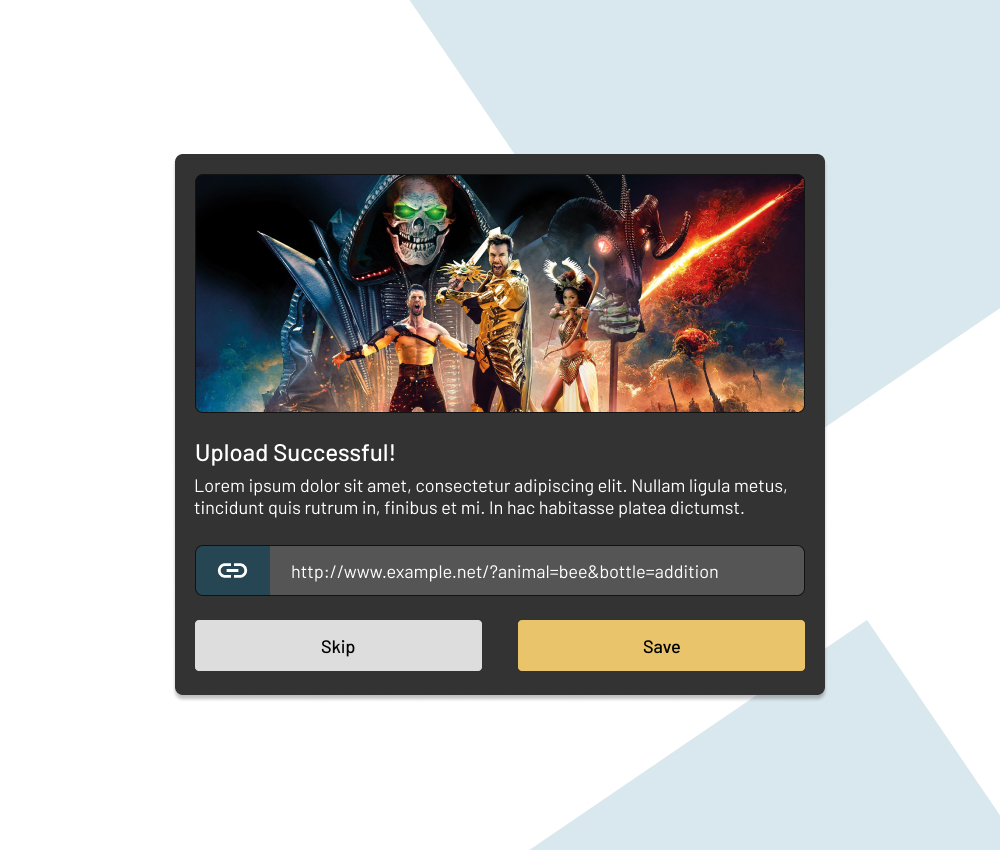 Upload Successful!
Lorem ipsum dolor sit amet, consectetur adipiscing elit. Nullam ligula metus,
tincidunt quis rutrum in, finibus et mi. In hac habitasse platea dictumst.
http://www.example.net/?animal=bee&bottle=addition
Skip
Save